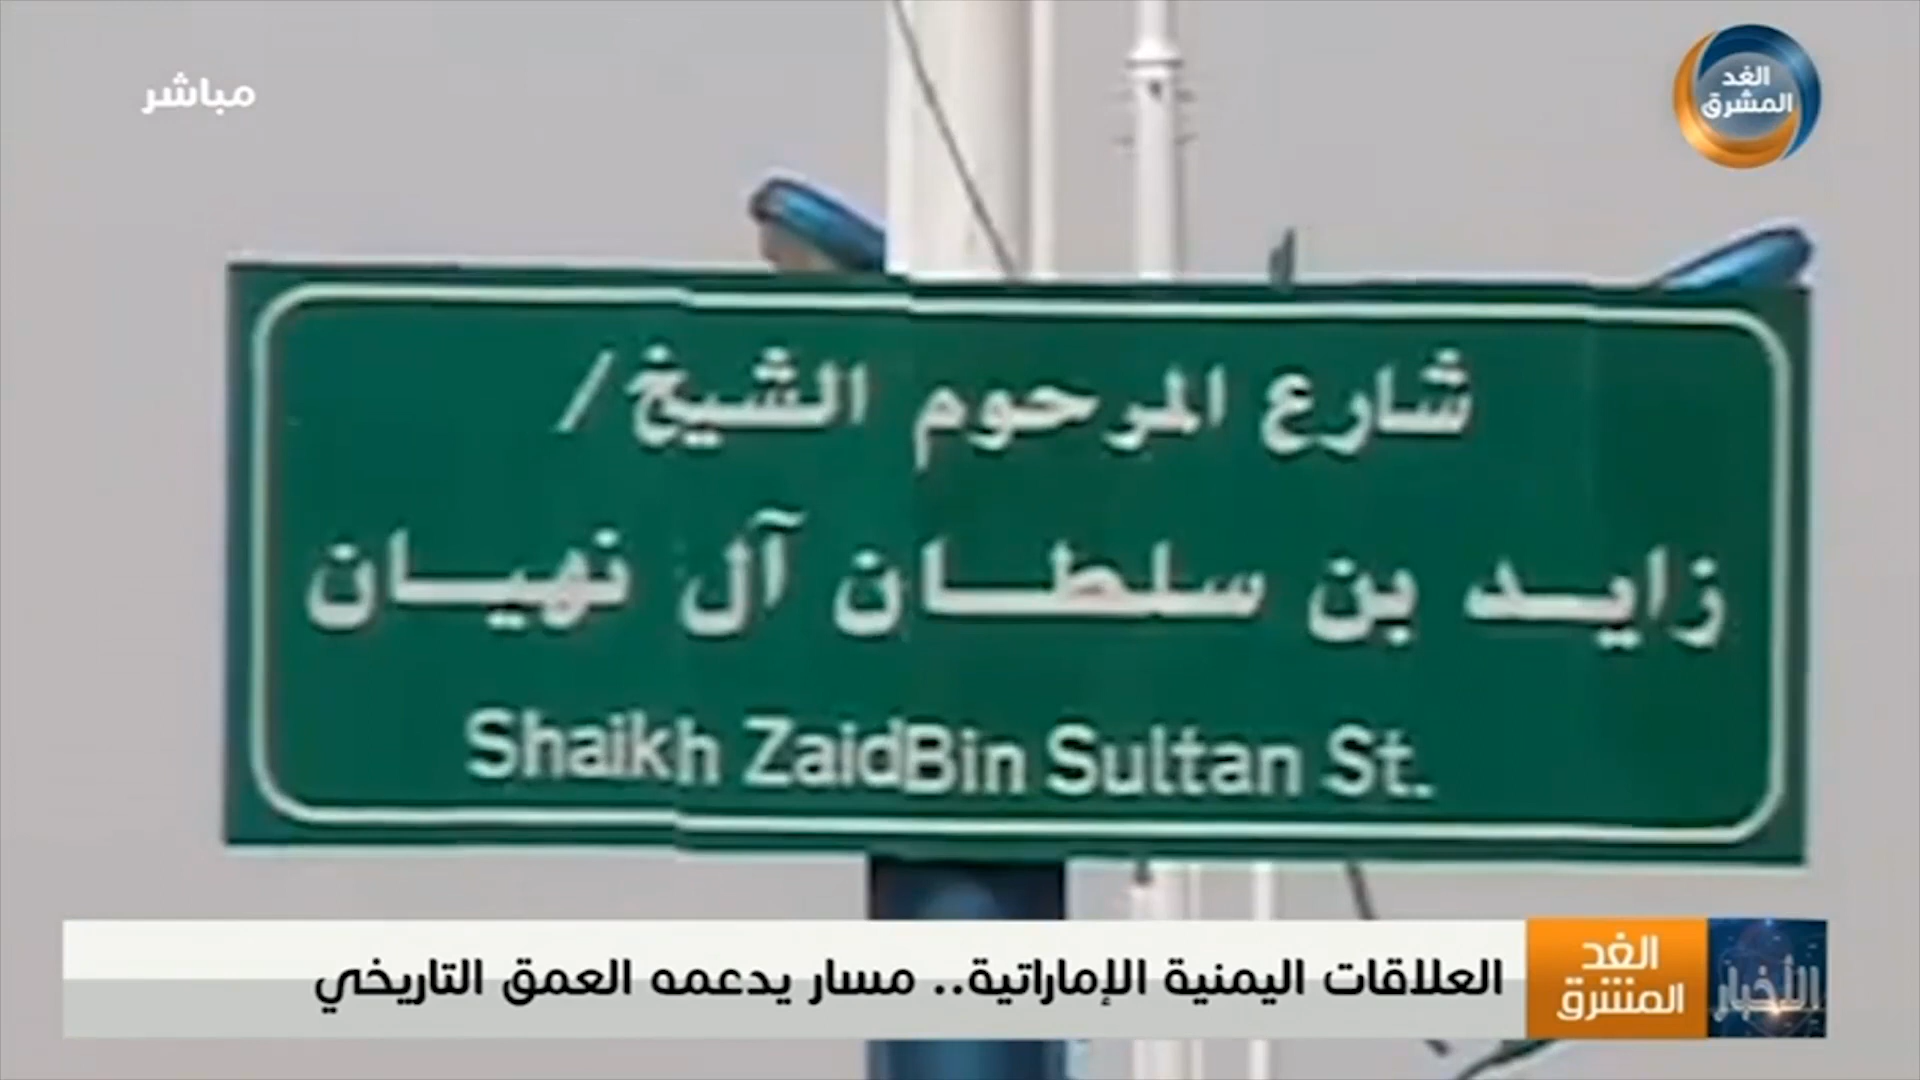 مباشر
الغد
المشرق
شارع المرحوم الشيخ /
زايد بن سلطان آل نهيان
Shaikh ZaidBin Sultan St.
العلاقات اليمنية الإماراتية.. مسار يدعمه العمق التاريخي
الغد
المشرق
الأخبار